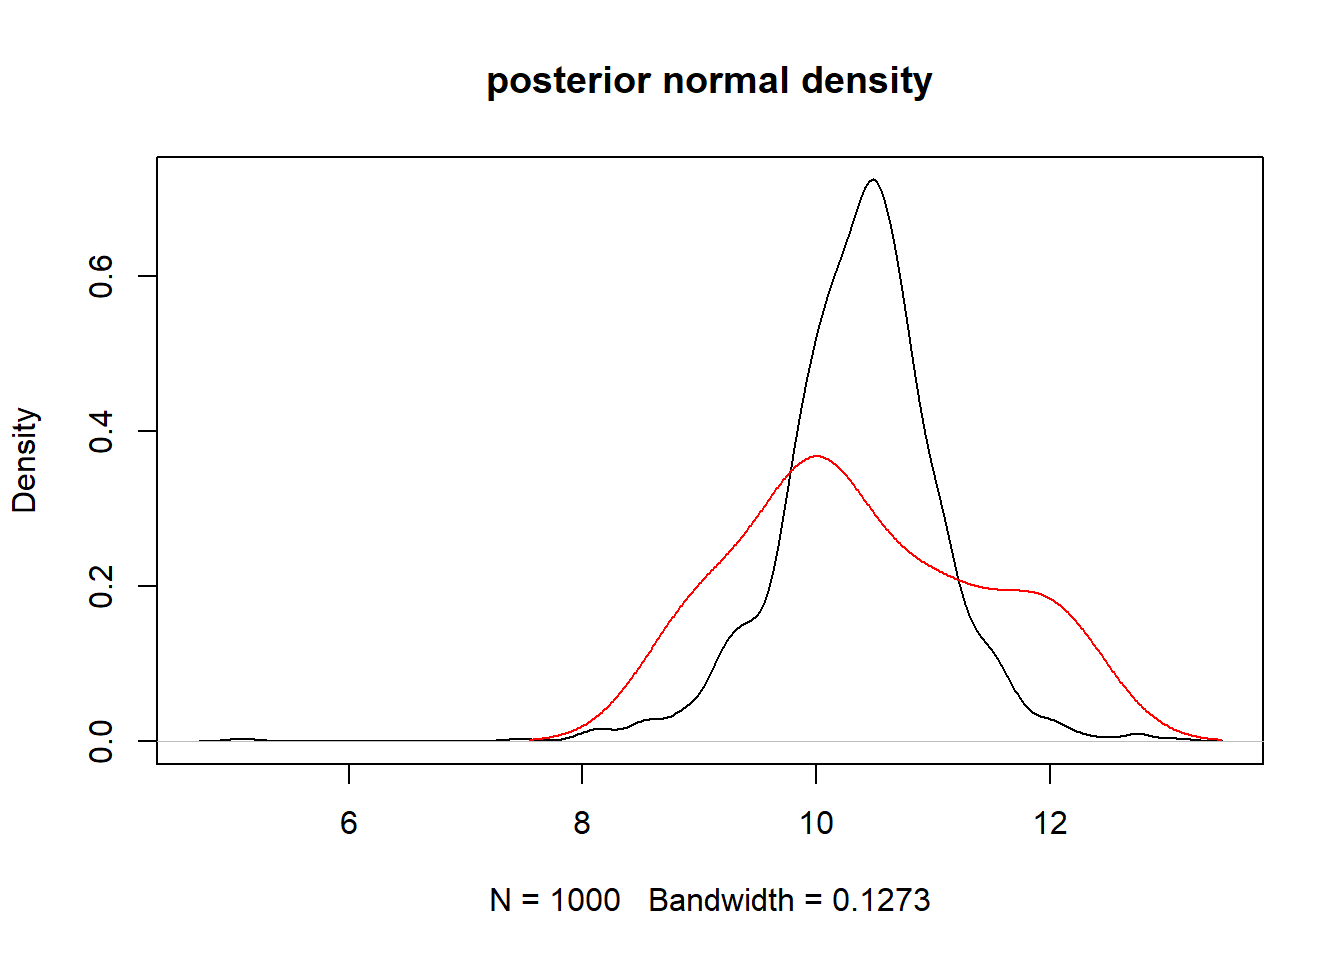 posterior normal density
Density
0.6
0.4
0.2
0.0
6 8 10 12
N = 1000   Bandwidth = 0.1273